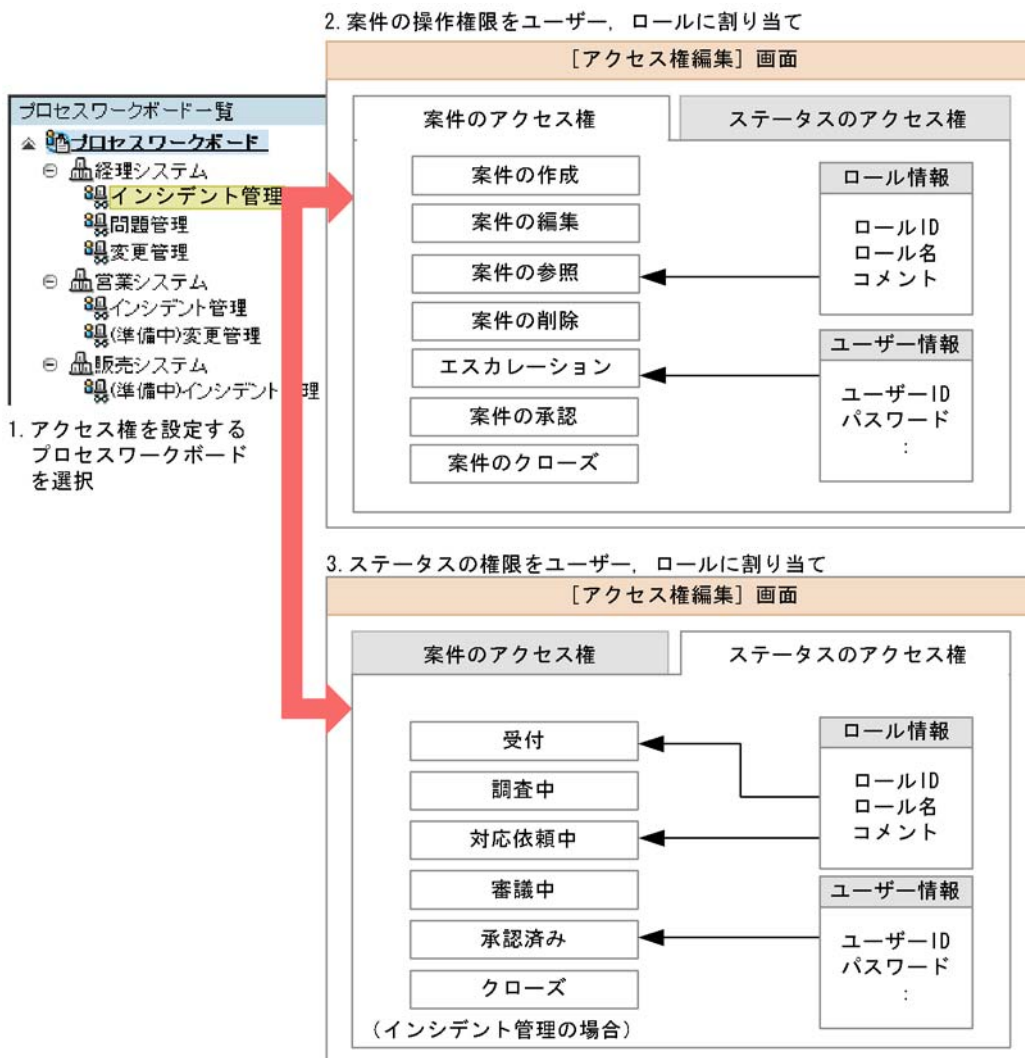 2.案件の操作権限をユーザー，ロールに割り当て
［アクセス権編集］画面
案件のアクセス権
ステータスのアクセス権
案件の作成
案件の編集
案件の参照
案件の削除
エスカレーション
案件の承認
案件のクローズ
ロール情報
ロールID
ロール名
コメント
ユーザー情報
ユーザーID
パスワード
：
プロセスワークボード一覧
プロセスワークボード
経理システム
インシデント管理
問題管理
変更管理
営業システム
インシデント管理
(準備中)変更管理
販売システム
(準備中)インシデント 理
1.アクセス権を設定する
プロセスワークボード
を選択
3.ステータスの権限をユーザー，ロールに割り当て
［アクセス権編集］画面
案件のアクセス権
ステータスのアクセス権
受付
調査中
対応依頼中
審議中
承認済み
クローズ
（インシデント管理の場合）
ロール情報
ロールID
ロール名
コメント
ユーザー情報
ユーザーID
パスワード
：